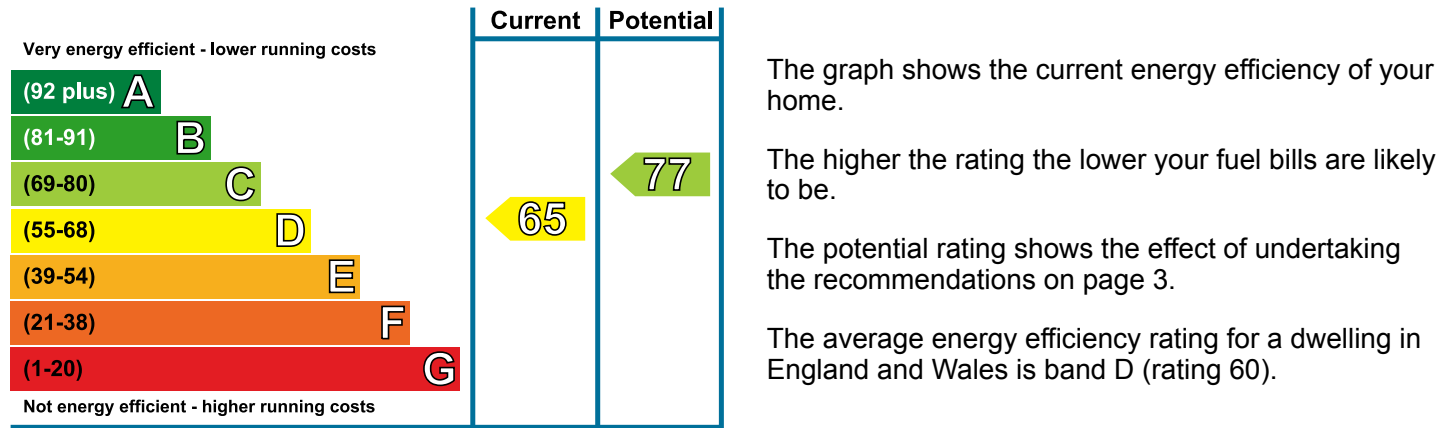 Current Potential
Very energy efficient - lower running costs
(92 plus) A
(81-91) B
(69-80) C
(55-68) D
(39-54) E
(21-38) F
(1-20) G
Not energy efficient - higher running costs
65
77
The graph shows the current energy efficiency of your
home.
The higher the rating the lower your fuel bills are likely
to be.
The potential rating shows the effect of undertaking
the recommendations on page 3.
The average energy efficiency rating for a dwelling in
England and Wales is band D (rating 60).